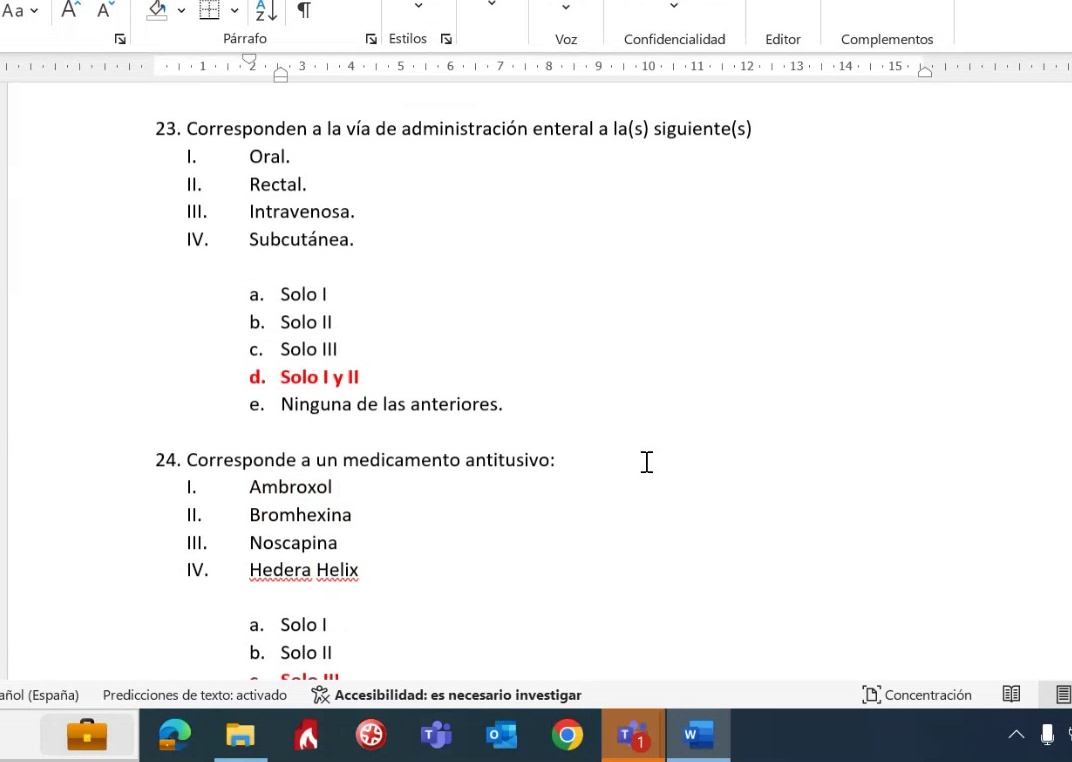 Aa A A A Z ¶
Párrafo Estilos Voz Confidencialidad Editor Complementos
1 2 3 4 5 6 7 8 9 10 11 12 13 14 15
23. Corresponden a la vía de administración enteral a la(s) siguiente(s)
I. Oral.
II. Rectal.
III. Intravenosa.
IV. Subcutánea.
a. Solo I
b. Solo II
c. Solo III
d. Solo I y II
e. Ninguna de las anteriores.
24. Corresponde a un medicamento antitusivo:
I. Ambroxol
II. Bromhexina
III. Noscapina
IV. Hedera Helix
a. Solo I
b. Solo II
c. Solo III
añol (España) Predicciones de texto: activado Accesibilidad: es necesario investigar Concentración
T O T 1 W